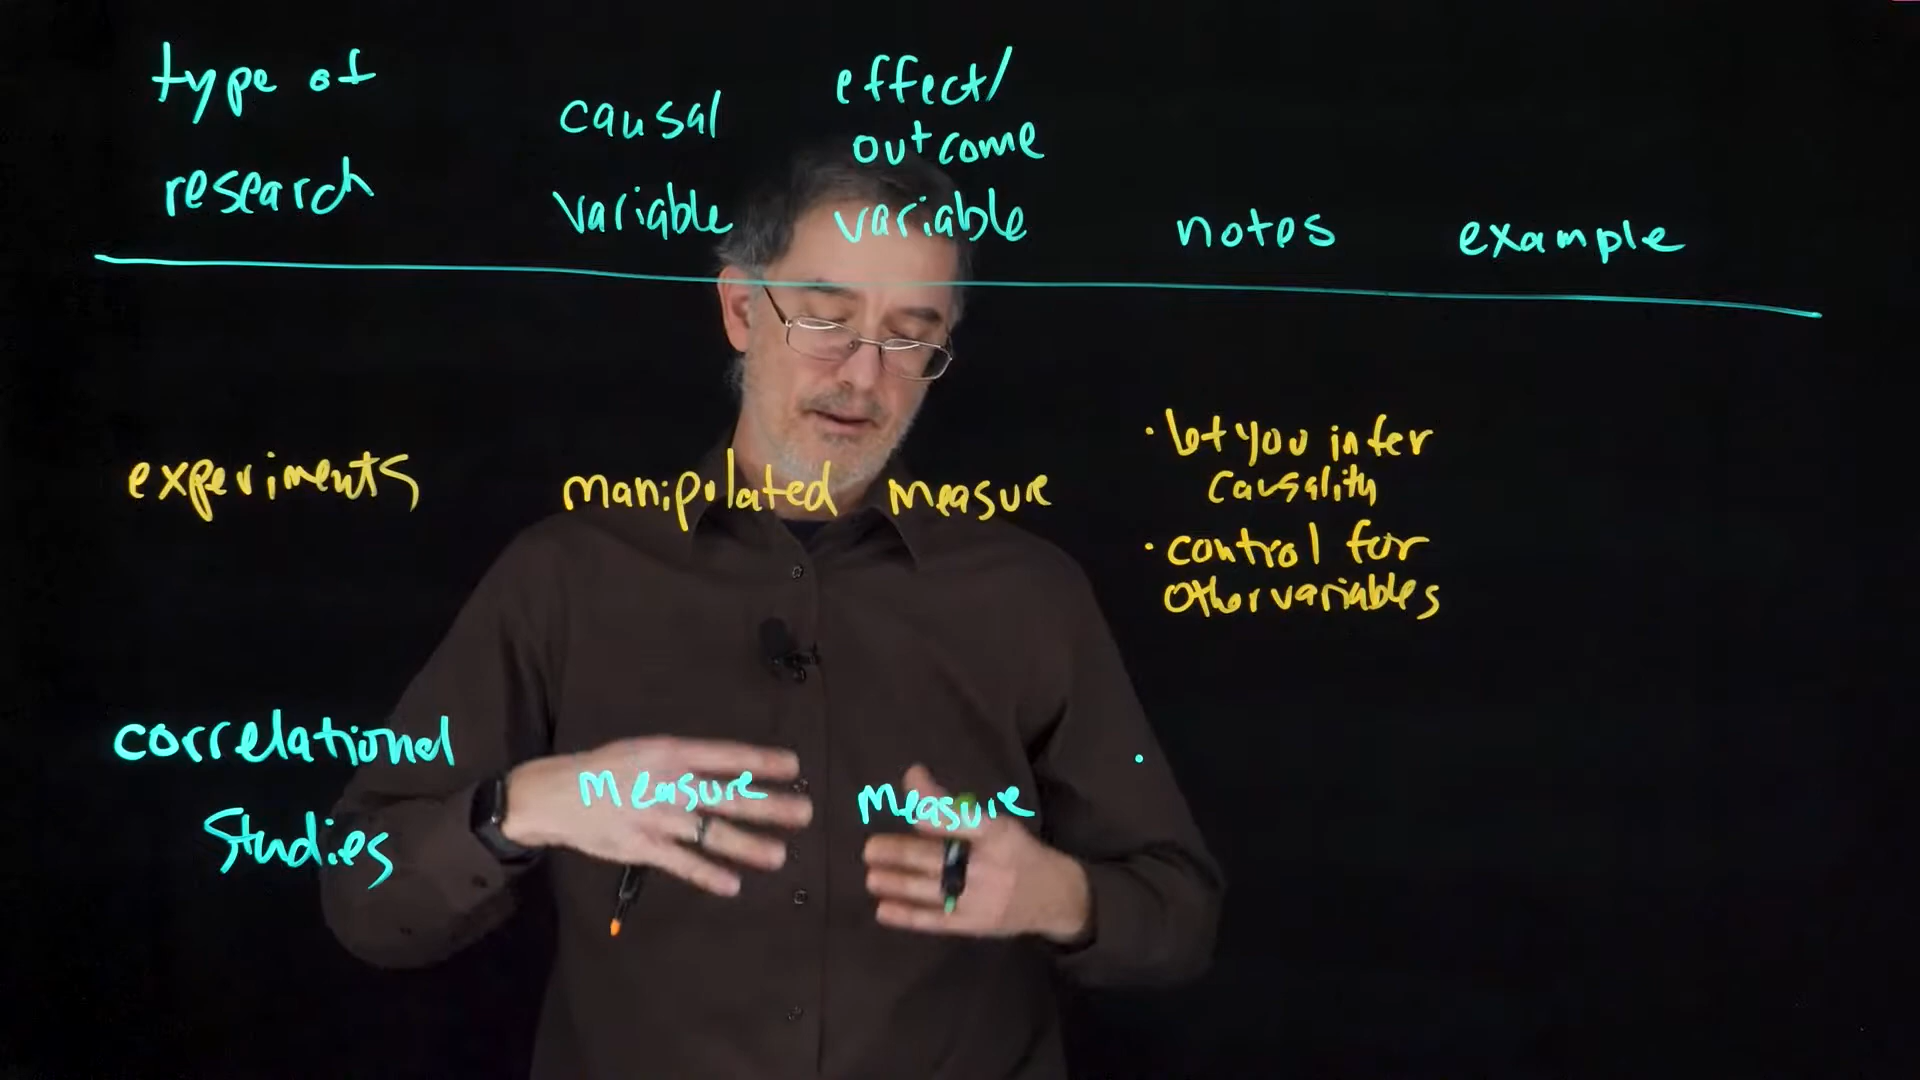 type of
research
causal
variable
effect/
outcome
variable
notes
example
experiments
manipulated
measure
• let you infer
causality
• control for
other variables
correlational
studies
measure
measure
•